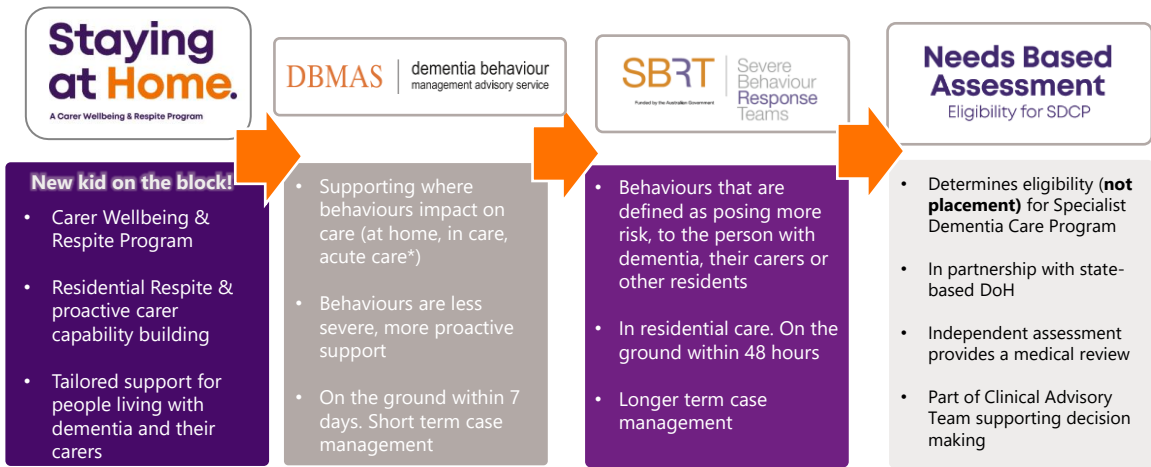 Staying
at Home.
A Carer Wellbeing & Respite Program
New kid on the block!
• Carer Wellbeing &
Respite Program
• Residential Respite &
proactive carer
capability building
• Tailored support for
people living with
dementia and their
carers
DBMAS
dementia behaviour
management advisory service
• Supporting where
behaviours impact on
care (at home, in care,
acute care*)
• Behaviours are less
severe, more proactive
support
• On the ground within 7
days. Short term case
management
SBRT
Funded by the Australian Government
Severe
Behaviour
Response
Teams
• Behaviours that are
defined as posing more
risk, to the person with
dementia, their carers or
other residents
• In residential care. On the
ground within 48 hours
• Longer term case
management
Needs Based
Assessment
Eligibility for SDCP
• Determines eligibility (not
placement) for Specialist
Dementia Care Program
• In partnership with state-
based DoH
• Independent assessment
provides a medical review
• Part of Clinical Advisory
Team supporting decision
making